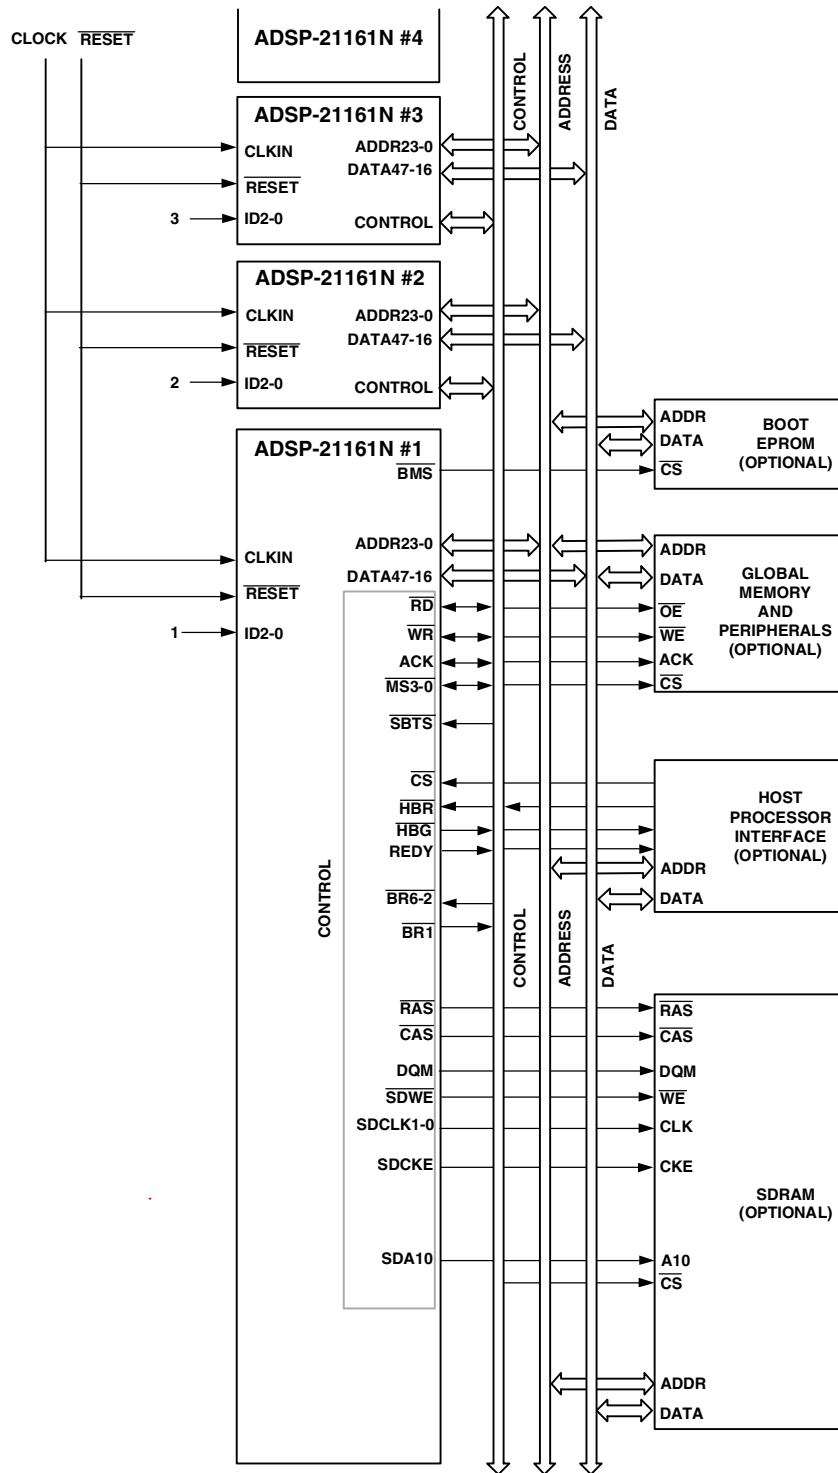 CLOCK RESET
ADSP-21161N #4
CONTROL
ADDRESS
DATA
ADSP-21161N #3
CLKIN
ADDR23-0
DATA47-16
RESET
3
ID2-0
CONTROL
ADSP-21161N #2
CLKIN
ADDR23-0
DATA47-16
RESET
2
ID2-0
CONTROL
ADSP-21161N #1
BMS
CLKIN
ADDR23-0
RESET
DATA47-16
1
ID2-0
CONTROL
RD
WR
ACK
MS3-0
SBTS
CS
HBR
HBG
REDY
BR6-2
BR1
RAS
CAS
DQM
SDWE
SDCLK1-0
SDCKE
SDA10
CONTROL
ADDRESS
DATA
ADDR
DATA
CS
BOOT
EPROM
(OPTIONAL)
ADDR
DATA
OE
WE
ACK
CS
GLOBAL
MEMORY
AND
PERIPHERALS
(OPTIONAL)
HOST
PROCESSOR
INTERFACE
(OPTIONAL)
ADDR
DATA
RAS
CAS
DQM
WE
CLK
CKE
SDRAM
(OPTIONAL)
A10
CS
ADDR
DATA